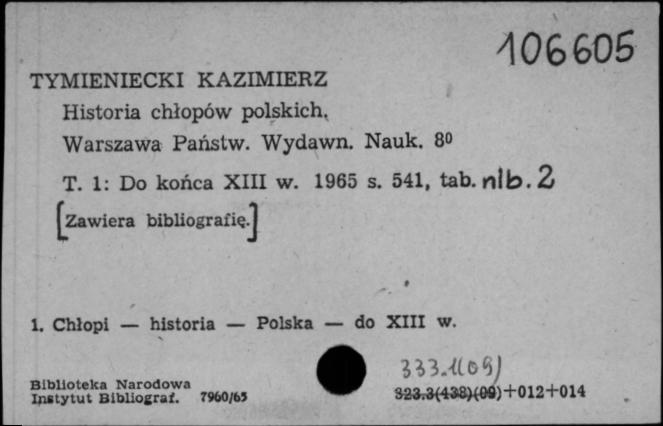 106605
TYMIENIECKI KAZIMIERZ
Historia chłopów polskich.
Warszawa Państw. Wydawn. Nauk. 8⁰
T. 1: Do końca XIII w. 1965 s. 541, tab. nlb. 2
[Zawiera bibliografię.]
1. Chłopi — historia — Polska — do XIII w.
333.1(09)
Biblioteka Narodowa
323.3(438)(09)+012+014
Instytut Bibliograf. 7960/65